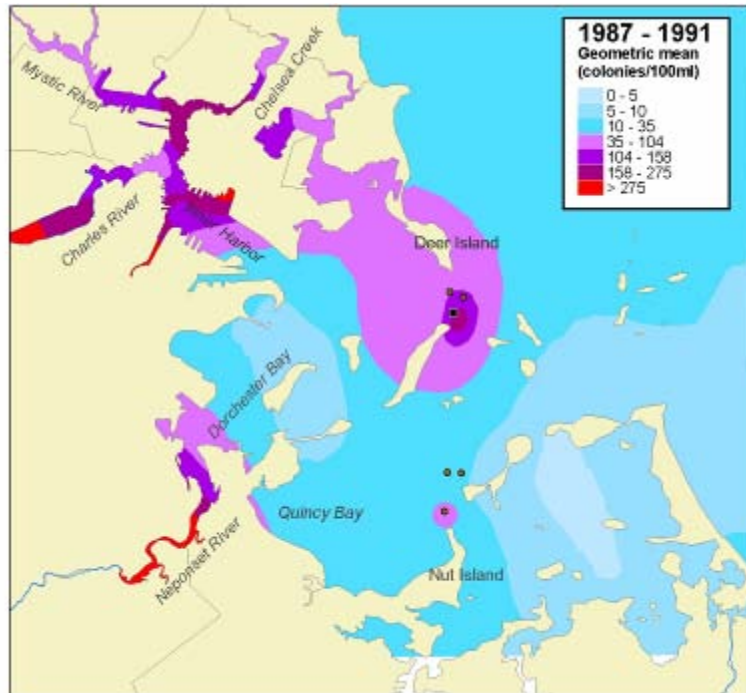 1987 - 1991
Geometric mean
(colonies/100ml)
0 - 5
5 - 10
10 - 35
35 - 104
104 - 158
158 - 275
> 275
Mystic River
Chelsea Creek
Charles River
Harbor
Deer Island
Dorchester Bay
Quincy Bay
Neponset River
Nut Island